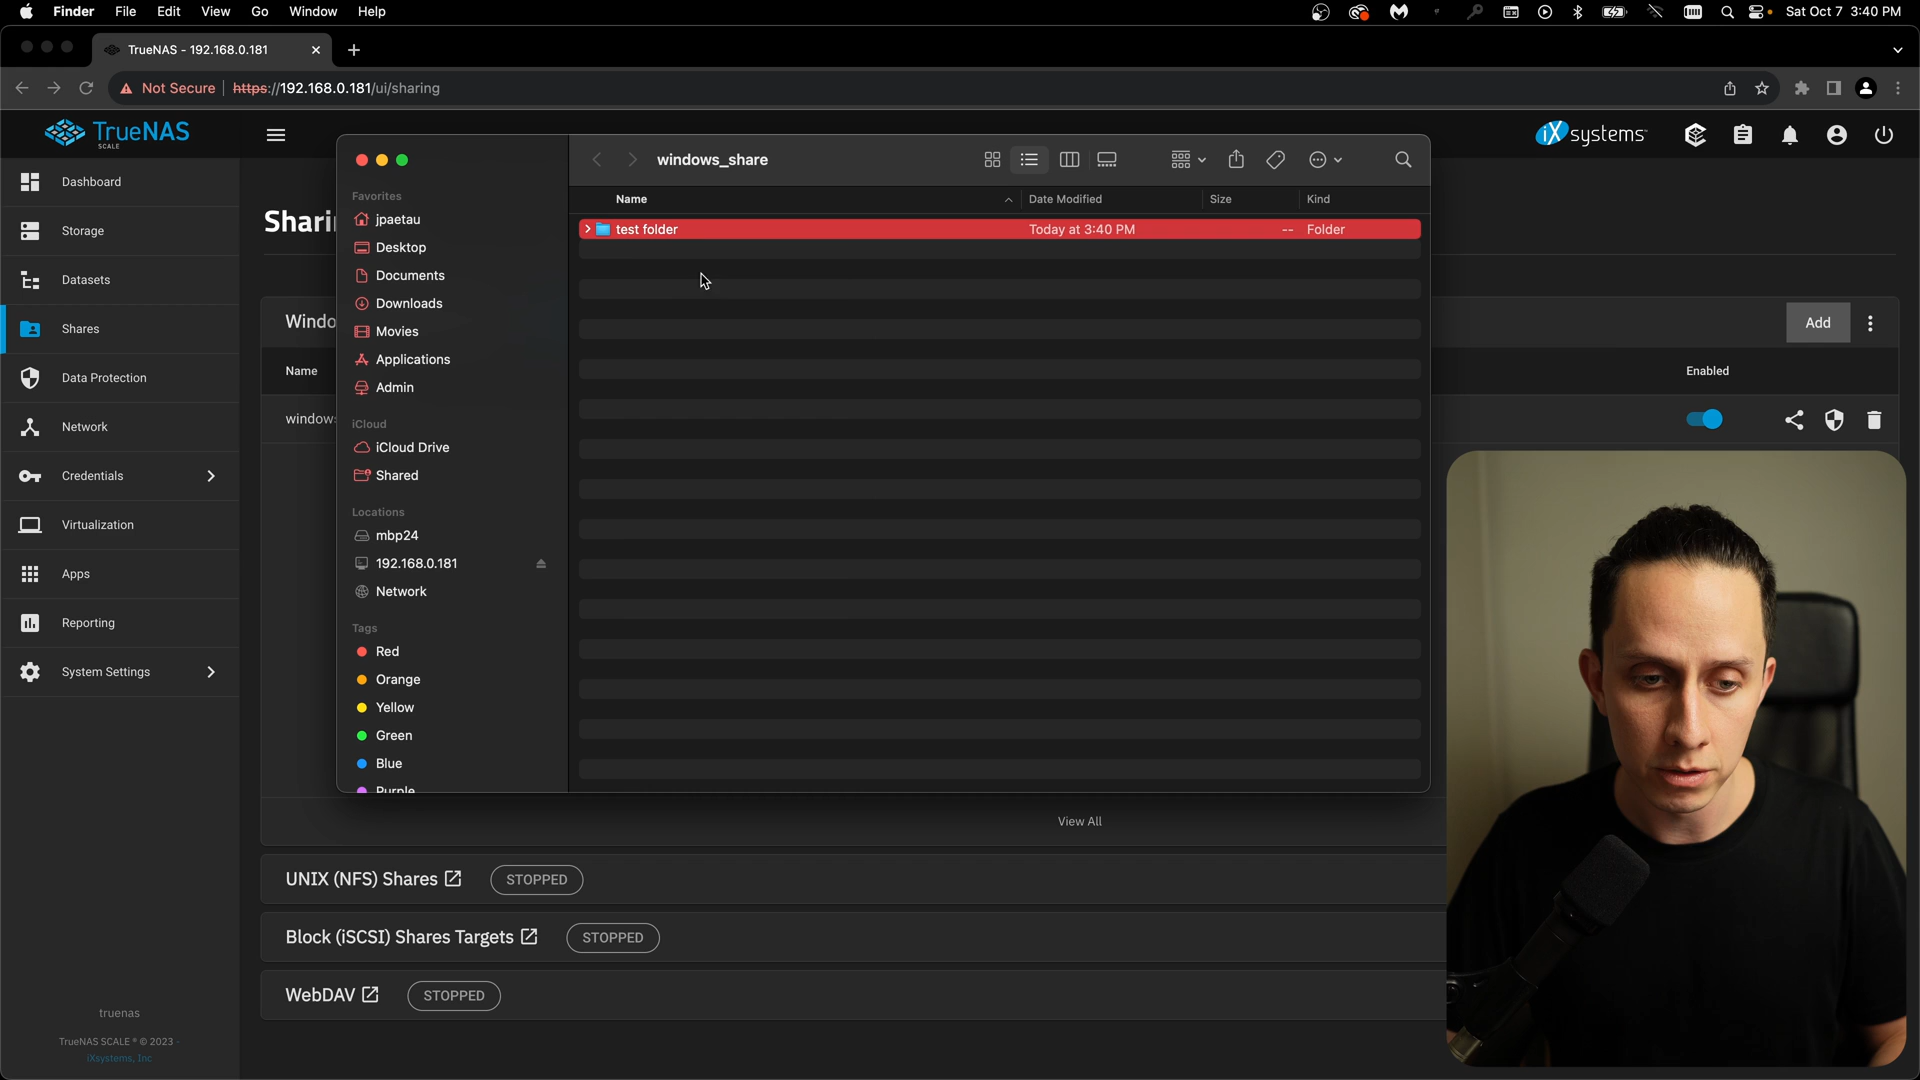 Finder File Edit View Go Window Help
Sat Oct 7 3:40 PM
TrueNAS - 192.168.0.181
Not Secure https://192.168.0.181/ui/sharing
TrueNAS
SCALE
iXsystems
Dashboard
Storage
Datasets
Shares
Data Protection
Network
Credentials
Virtualization
Apps
Reporting
System Settings
truenas
TrueNAS SCALE ® © 2023 -
iXsystems, Inc
windows_share
Favorites
jpaetau
Desktop
Documents
Downloads
Movies
Applications
Admin
iCloud
iCloud Drive
Shared
Locations
mbp24
192.168.0.181
Network
Tags
Red
Orange
Yellow
Green
Blue
Purple
Name Date Modified Size Kind
test folder Today at 3:40 PM -- Folder
Sharin
Windo
Add
Name
Enabled
windows
View All
UNIX (NFS) Shares STOPPED
Block (iSCSI) Shares Targets STOPPED
WebDAV STOPPED